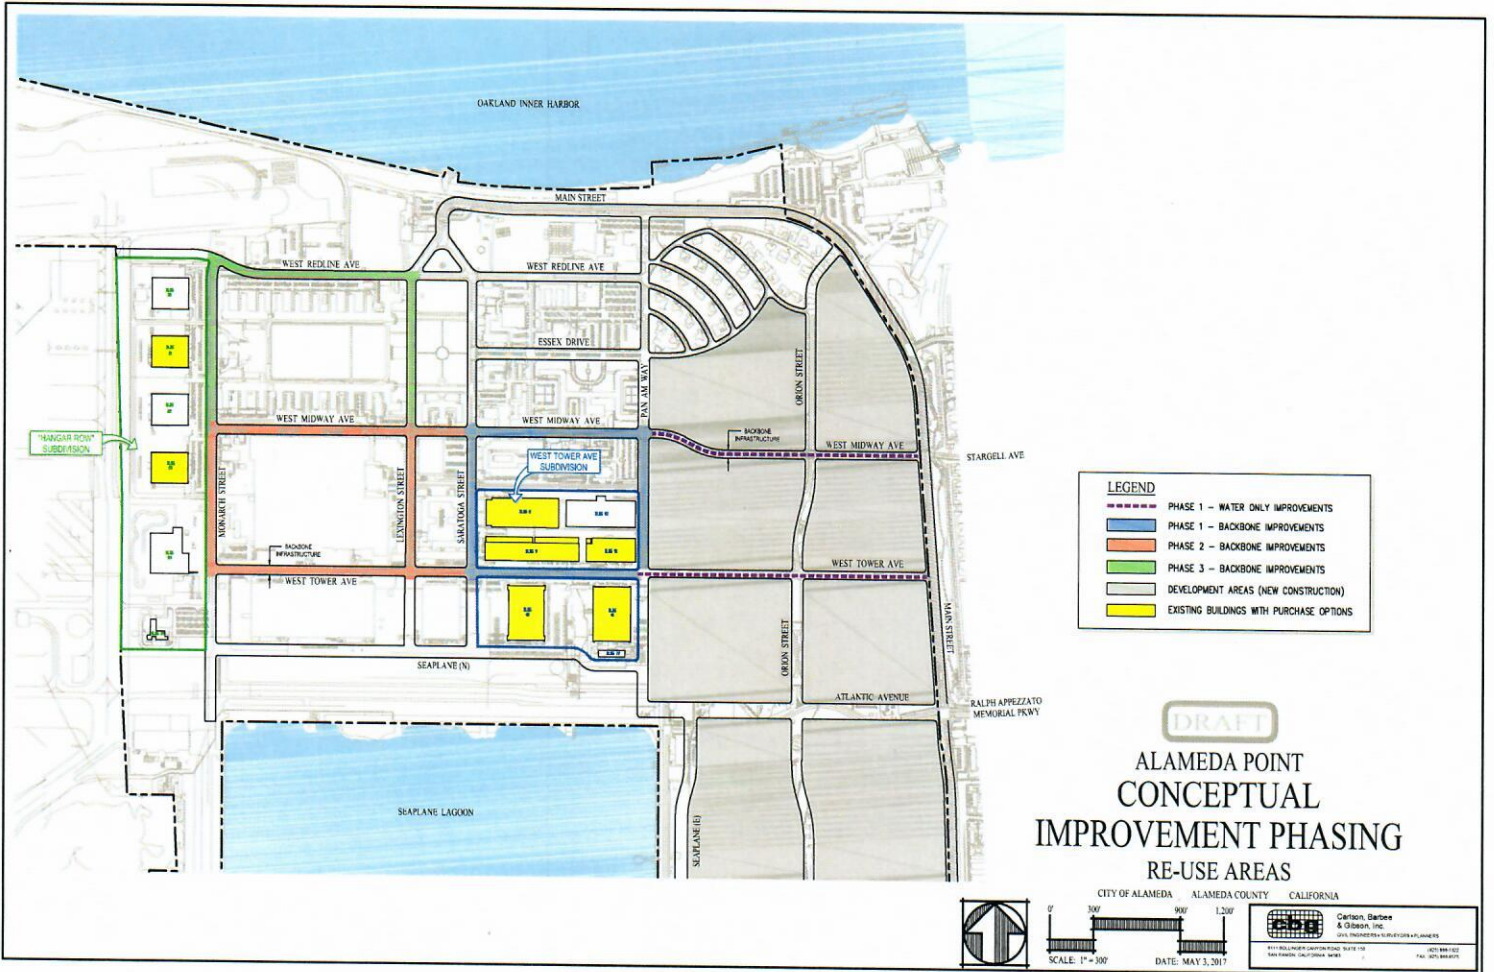 OAKLAND INNER HARBOR
MAIN STREET
WEST REDLINE AVE
WEST REDLINE AVE
ESSEX DRIVE
ORION STREET
PAN AM WAY
WEST MIDWAY AVE
WEST MIDWAY AVE
BACKBONE
INFRASTRUCTURE
WEST MIDWAY AVE
STARGELL AVE
"HANGAR ROW"
SUBDIVISION
WEST TOWER AVE
SUBDIVISION
MONARCH STREET
LEXINGTON STREET
SARATOGA STREET
BACKBONE
INFRASTRUCTURE
WEST TOWER AVE
WEST TOWER AVE
MAIN STREET
ORION STREET
SEAPLANE (N)
ATLANTIC AVENUE
RALPH APPEZZATO
MEMORIAL PKWY
SEAPLANE LAGOON
SEAPLANE (E)
LEGEND
PHASE 1 - WATER ONLY IMPROVEMENTS
PHASE 1 - BACKBONE IMPROVEMENTS
PHASE 2 - BACKBONE IMPROVEMENTS
PHASE 3 - BACKBONE IMPROVEMENTS
DEVELOPMENT AREAS (NEW CONSTRUCTION)
EXISTING BUILDINGS WITH PURCHASE OPTIONS
DRAFT
ALAMEDA POINT
CONCEPTUAL
IMPROVEMENT PHASING
RE-USE AREAS
CITY OF ALAMEDA ALAMEDA COUNTY CALIFORNIA
0' 300' 900' 1,200'
SCALE: 1" = 300' DATE: MAY 3, 2017
cbg
Carlson, Barbee
& Gibson, Inc.
CIVIL ENGINEERS • SURVEYORS • PLANNERS